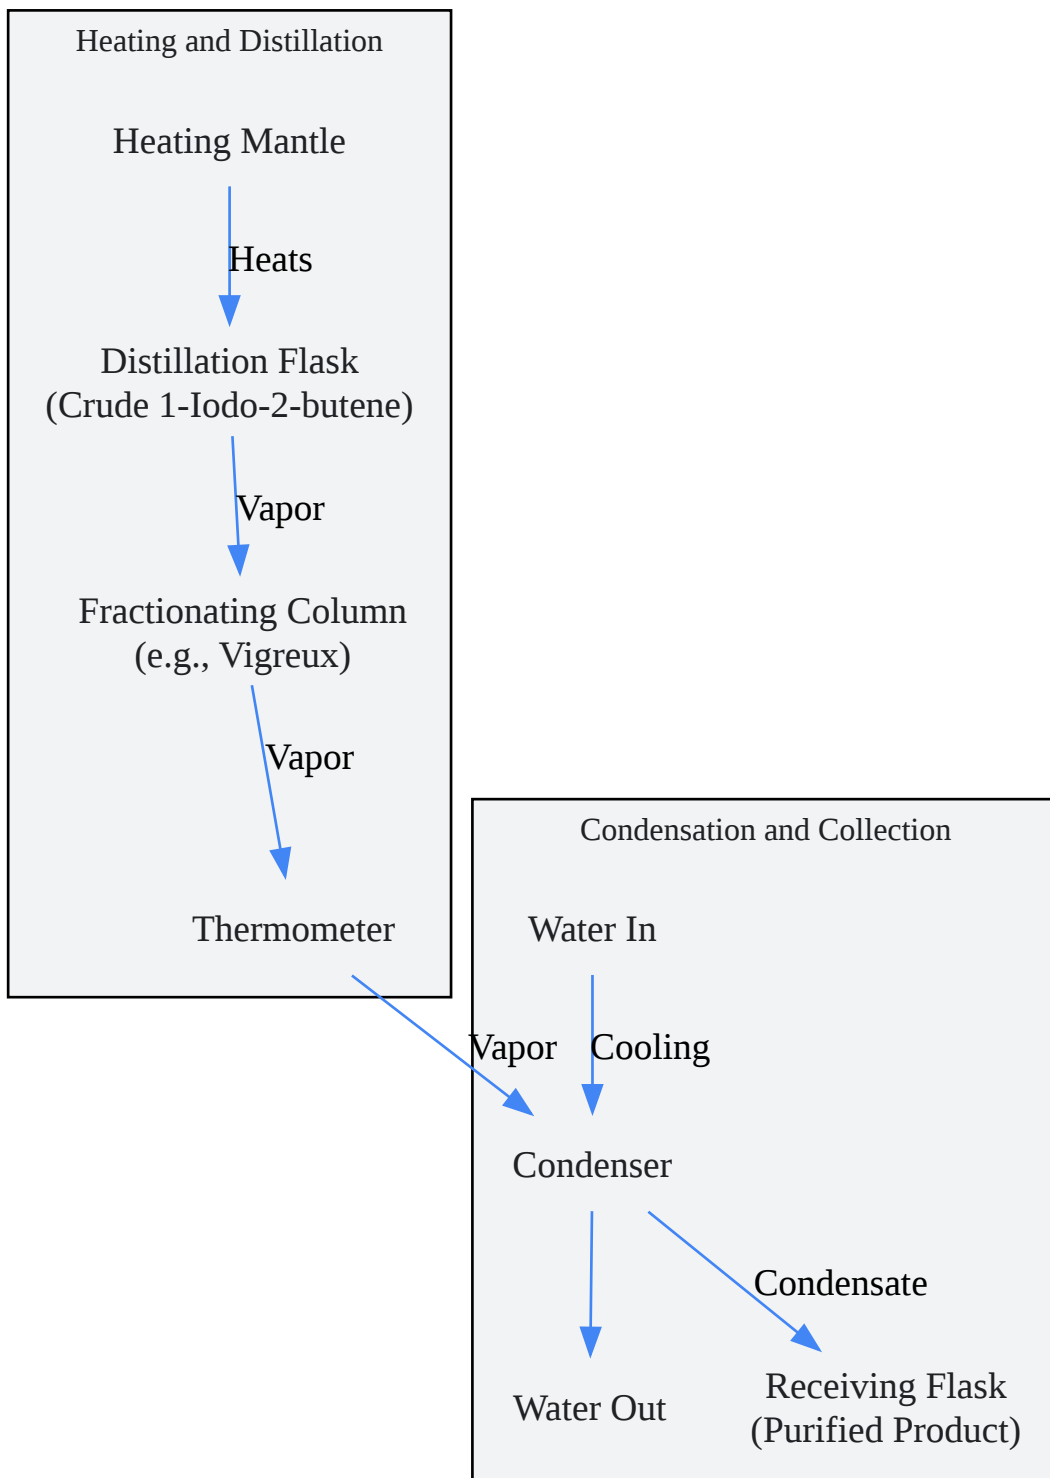 Heating and Distillation
Heating Mantle
Heats
Distillation Flask
(Crude 1-Iodo-2-butene)
Vapor
Fractionating Column
(e.g., Vigreux)
Vapor
Thermometer
Condensation and Collection
Water In
Vapor
Cooling
Condenser
Condensate
Water Out
Receiving Flask
(Purified Product)